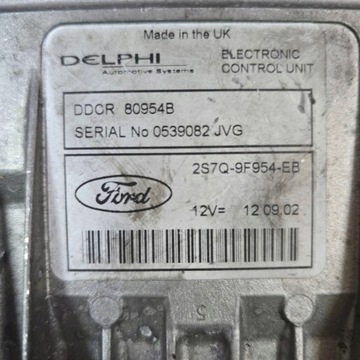 Made in the UK
DELPHI
Automotive Systems
ELECTRONIC
CONTROL UNIT
DDCR 80954B
SERIAL No 0539082 JVG
2S7Q-9F954-EB
Ford
12V= 12.09.02
5